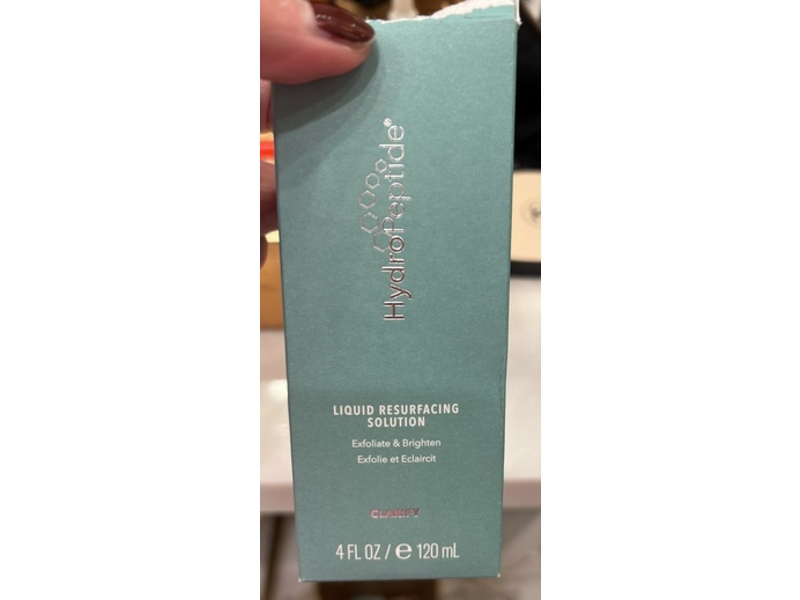 HydroPeptide®
LIQUID RESURFACING
SOLUTION
Exfoliate & Brighten
Exfolie et Eclaircit
CLARIFY
4 FL OZ / ℮ 120 mL